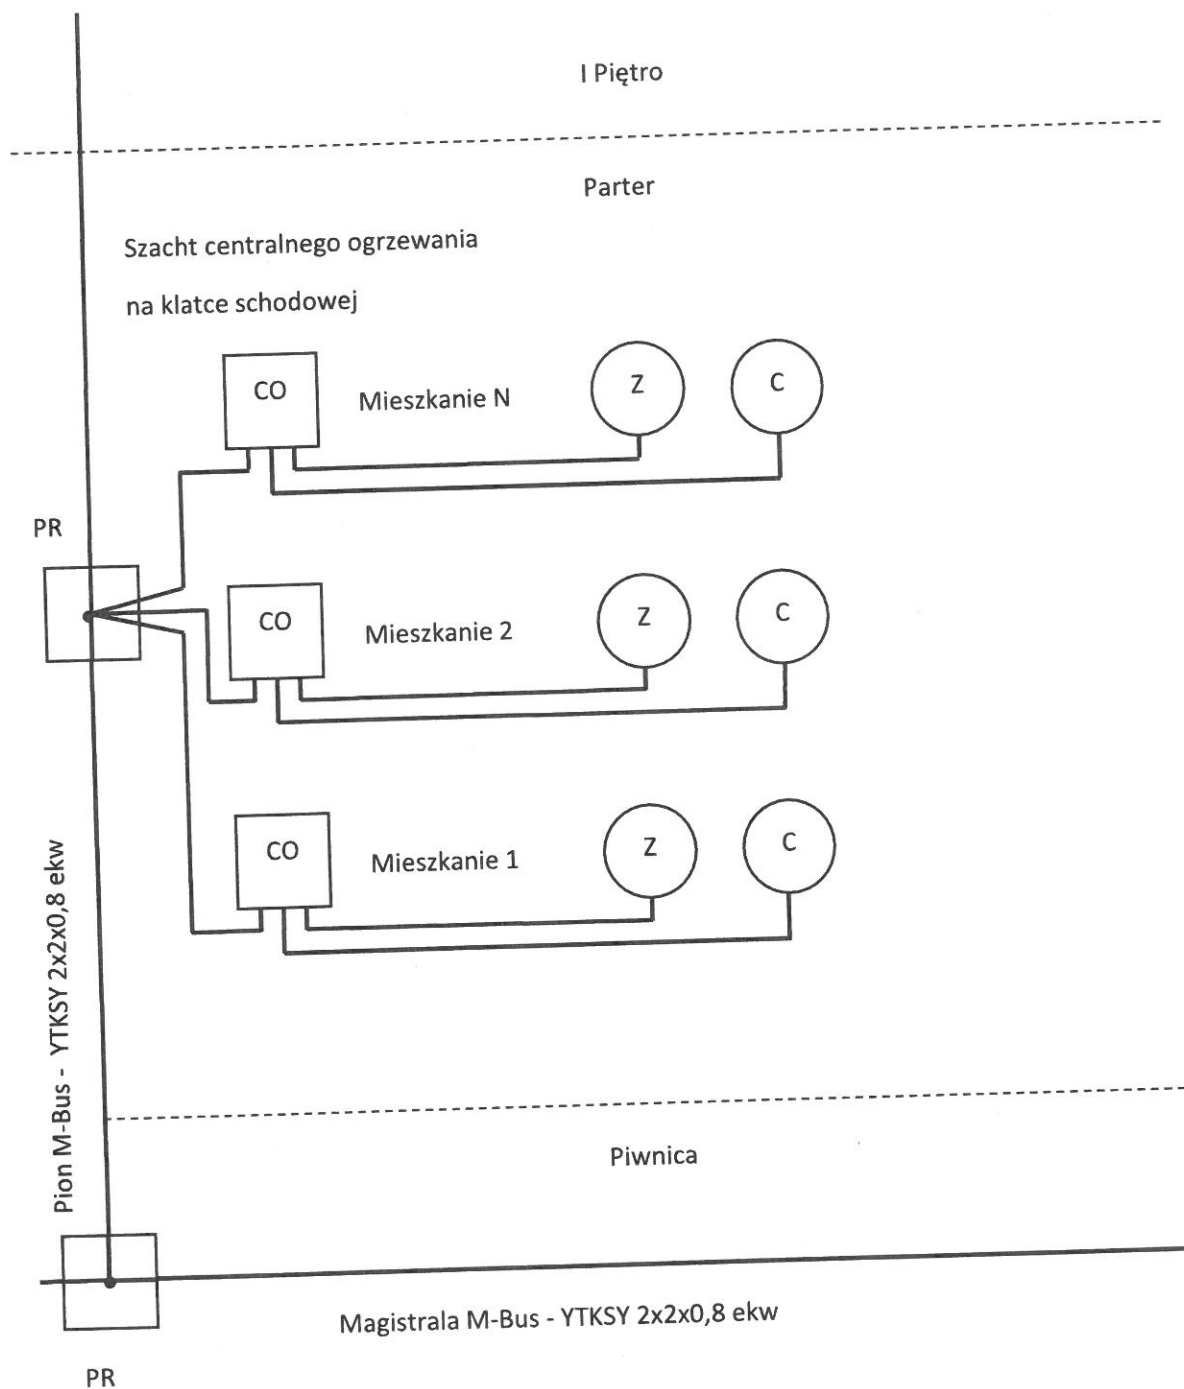 I Piętro
Parter
Szacht centralnego ogrzewania
na klatce schodowej
CO
Mieszkanie N
Z
C
PR
CO
Mieszkanie 2
Z
C
CO
Mieszkanie 1
Z
C
Pion M-Bus - YTKSY 2x2x0,8 ekw
Piwnica
Magistrala M-Bus - YTKSY 2x2x0,8 ekw
PR